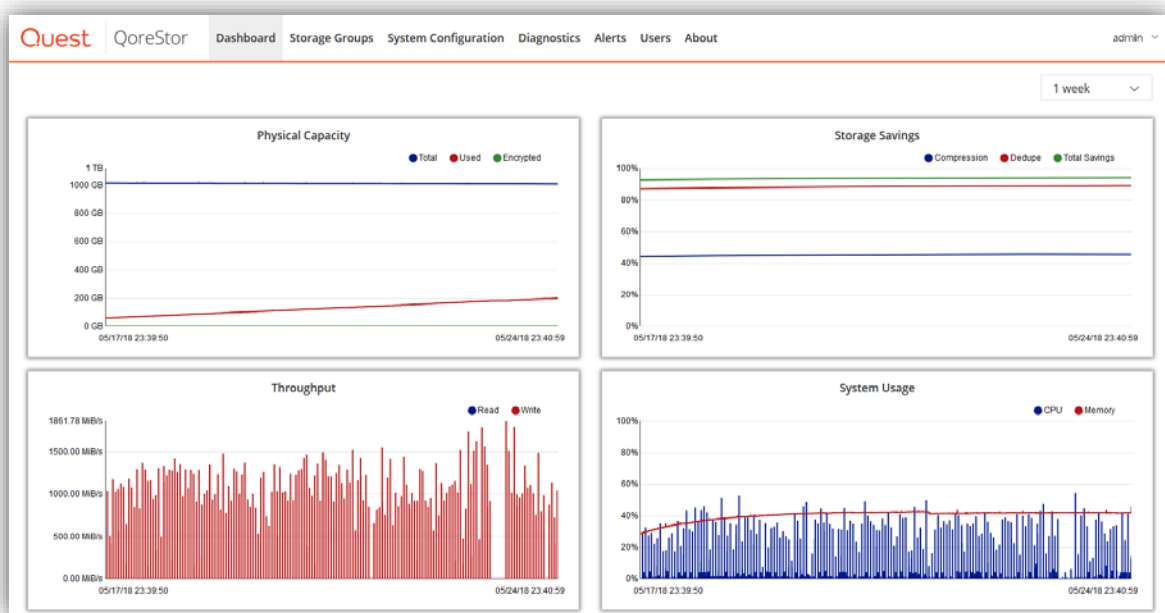 Quest QoreStor Dashboard Storage Groups System Configuration Diagnostics Alerts Users About admin
1 week
Physical Capacity
Total Used Encrypted
1 TB
1000 GB
800 GB
600 GB
400 GB
200 GB
0 GB
05/17/18 23:39:50 05/24/18 23:40:59
Storage Savings
Compression Dedupe Total Savings
100%
80%
60%
40%
20%
0%
05/17/18 23:39:50 05/24/18 23:40:59
Throughput
Read Write
1861.78 MiB/s
1500.00 MiB/s
1000.00 MiB/s
500.00 MiB/s
0.00 MiB/s
05/17/18 23:39:50 05/24/18 23:40:59
System Usage
CPU Memory
100%
80%
60%
40%
20%
0%
05/17/18 23:39:50 05/24/18 23:40:59